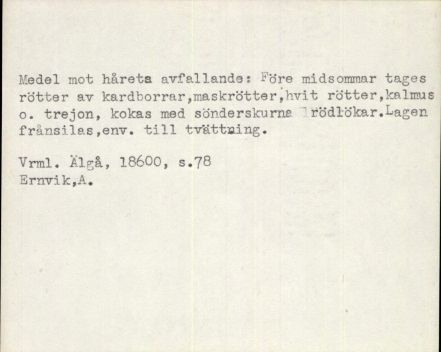 Medel mot hårets avfallande: Före midsommar tages
rötter av kardborrar,maskrötter,hvit rötter,kalmus
o. trejon, kokas med sönderskurna rödlökar.Lagen
frånsilas,env. till tvättning.
Vrml. Älgå, 18600, s.78
Ernvik,A.